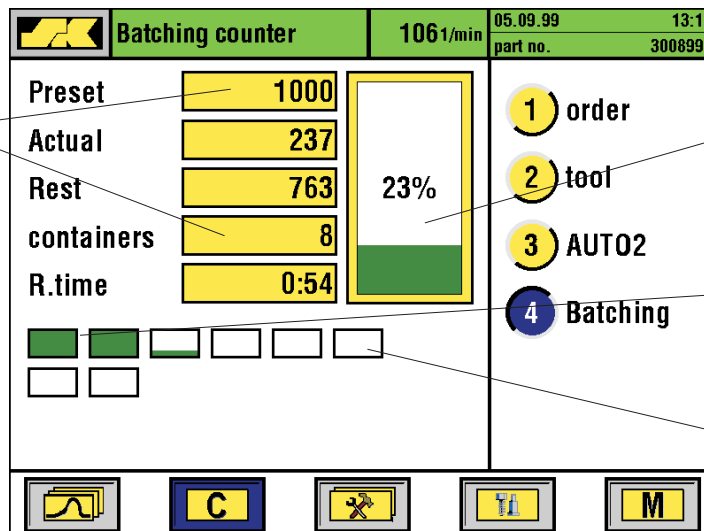 Batching counter
106 1/min
05.09.99 13:1
part no. 300899
Preset 1000
Actual 237
Rest 763
containers 8
R.time 0:54
23%
1 order
2 tool
3 AUTO2
4 Batching
C
M